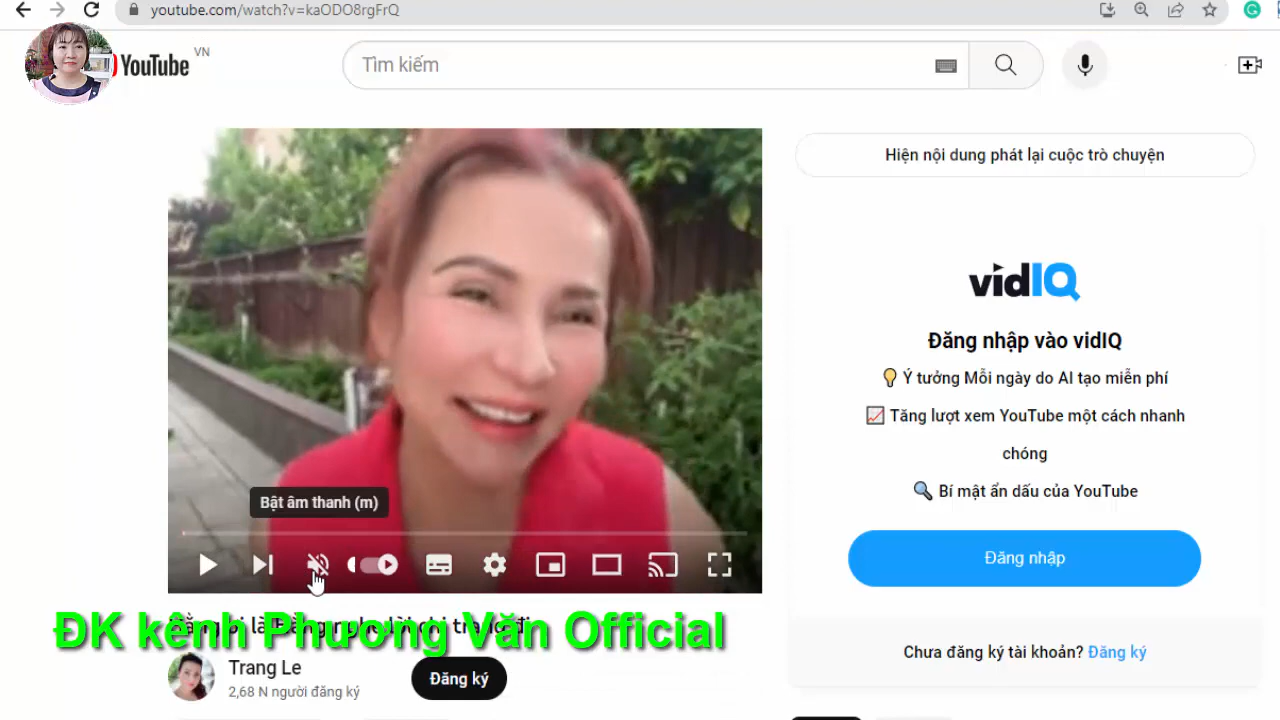 youtube.com/watch?v=kaODO8rgFrQ
YouTube VN
Tìm kiếm
Hiện nội dung phát lại cuộc trò chuyện
vidIQ
Đăng nhập vào vidIQ
Ý tưởng Mỗi ngày do AI tạo miễn phí
Tăng lượt xem YouTube một cách nhanh
chóng
Bí mật ẩn dấu của YouTube
Đăng nhập
Chưa đăng ký tài khoản? Đăng ký
Bật âm thanh (m)
ĐK kênh Phương Văn Official
Trang Le
2,68 N người đăng ký
Đăng ký